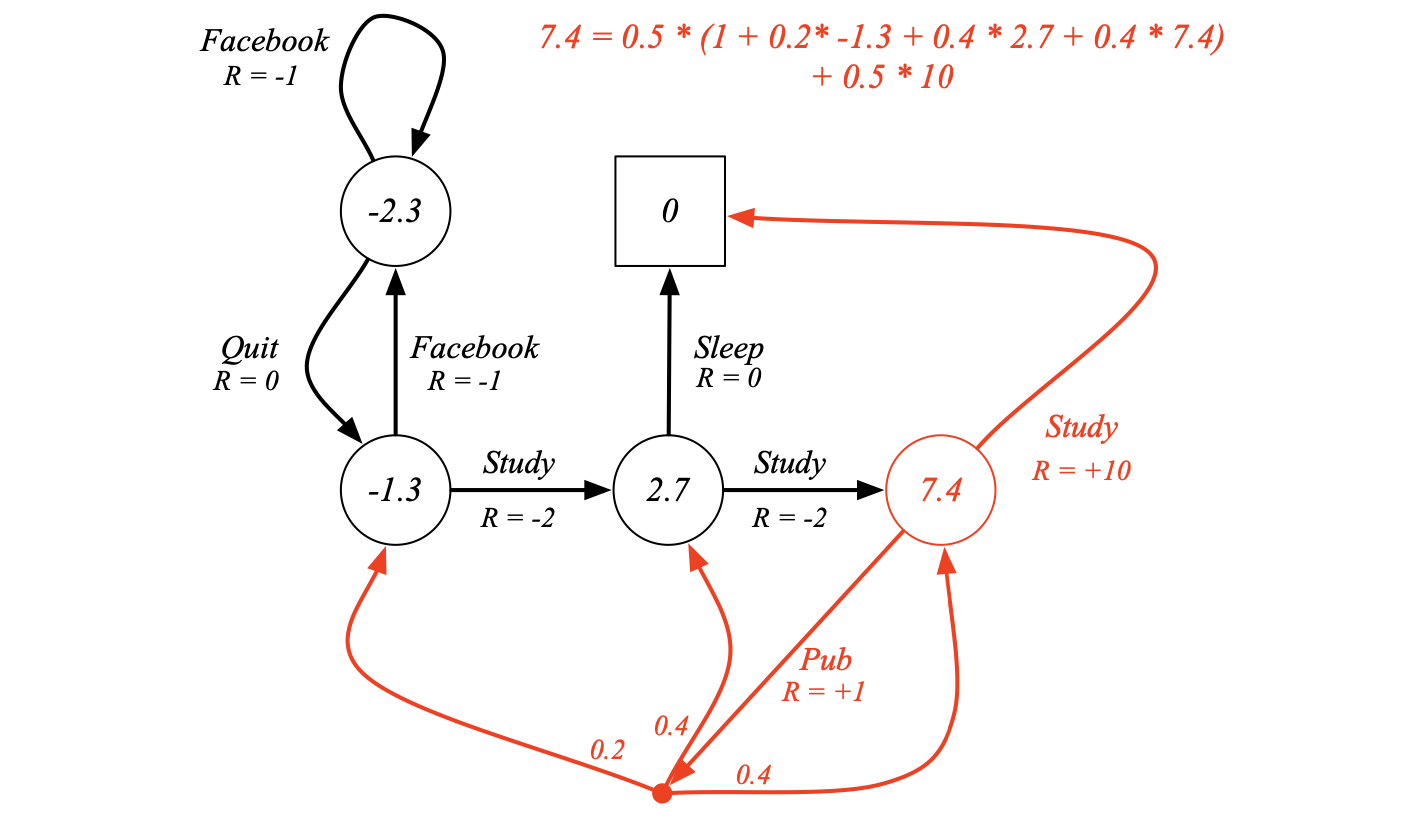 Facebook
R = -1
7.4 = 0.5 * (1 + 0.2* -1.3 + 0.4 * 2.7 + 0.4 * 7.4)
+ 0.5 * 10
-2.3
0
Quit
R = 0
Facebook
R = -1
Sleep
R = 0
-1.3
Study
R = -2
2.7
Study
R = -2
7.4
Study
R = +10
Pub
R = +1
0.2
0.4
0.4